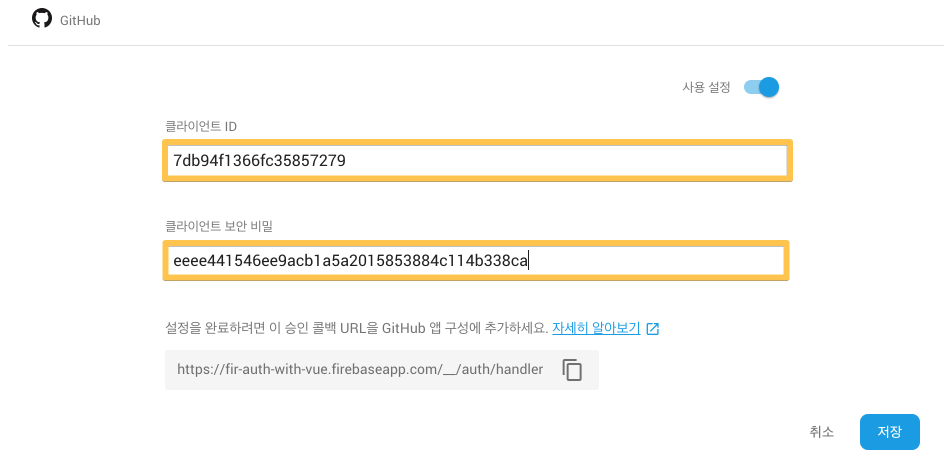 GitHub
사용 설정
클라이언트 ID
7db94f1366fc35857279
클라이언트 보안 비밀
eeee441546ee9acb1a5a2015853884c114b338ca
설정을 완료하려면 이 승인 콜백 URL을 GitHub 앱 구성에 추가하세요. 자세히 알아보기
https://fir-auth-with-vue.firebaseapp.com/__/auth/handler
취소 저장